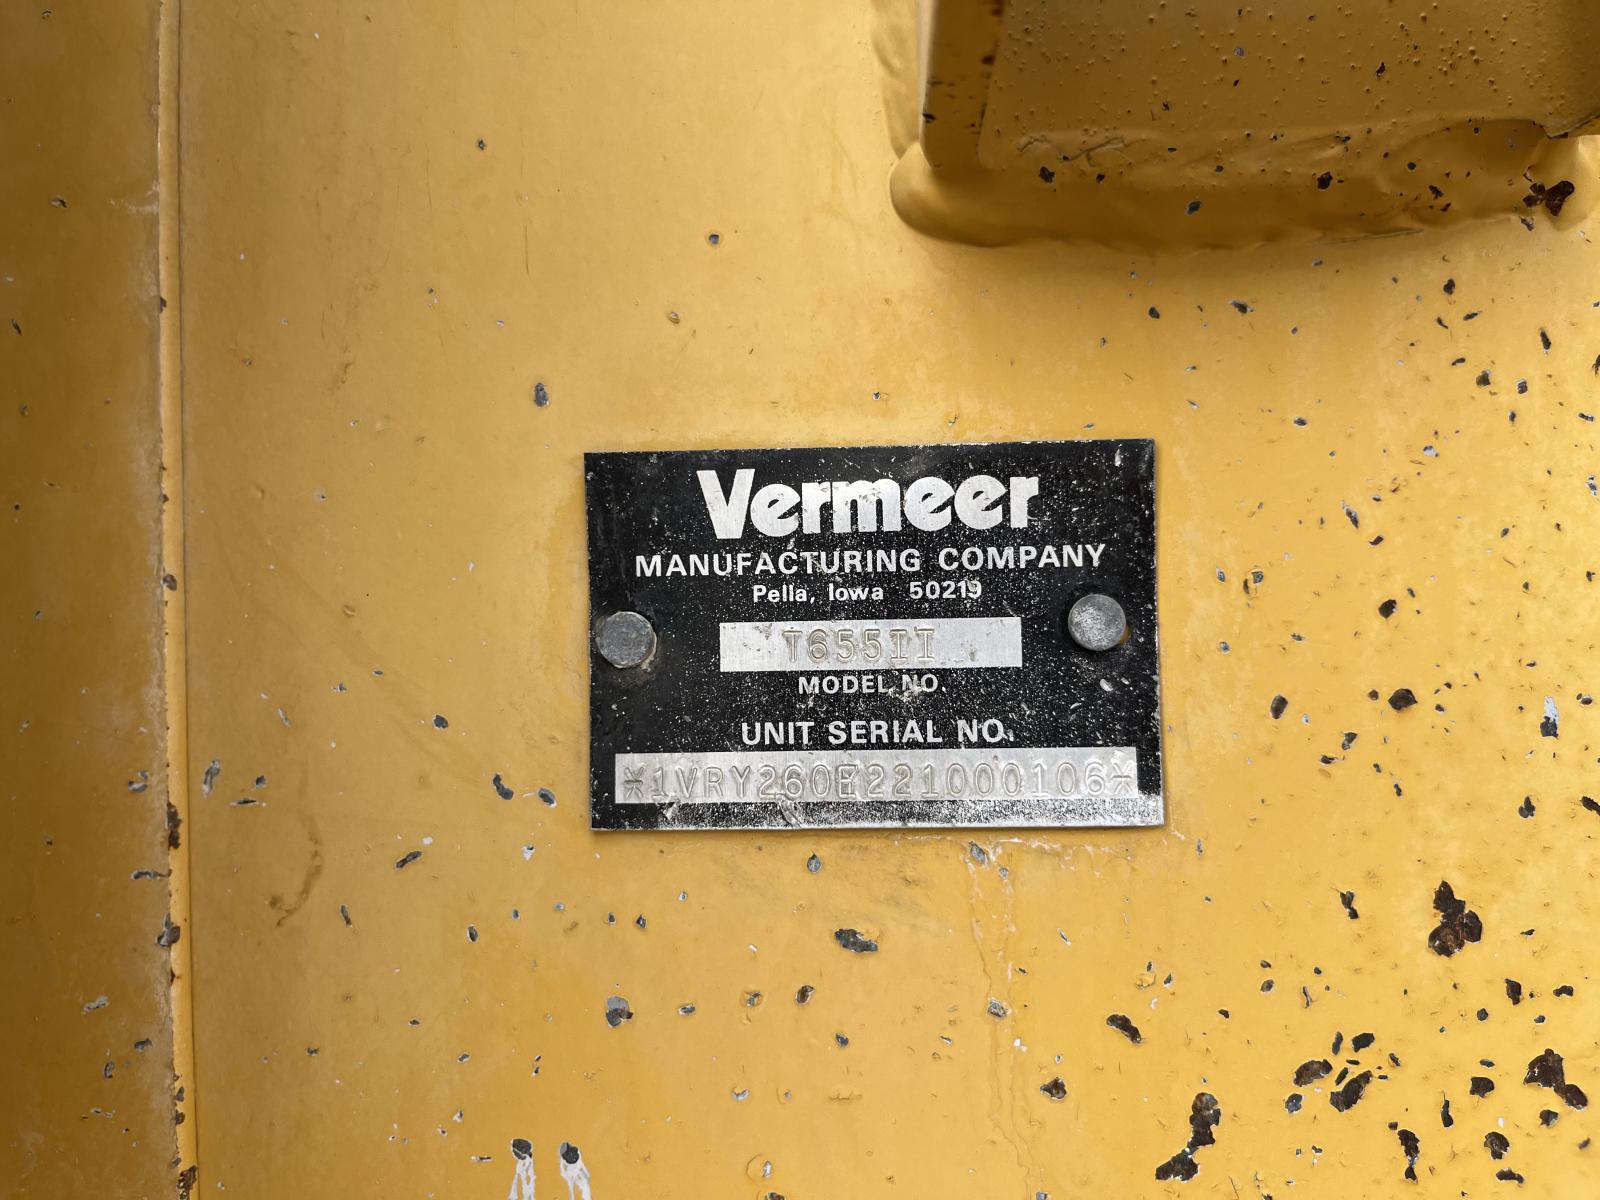 Vermeer
MANUFACTURING COMPANY
Pella, Iowa 50219
T655II
MODEL NO.
UNIT SERIAL NO.
*1VRY260E221000106*